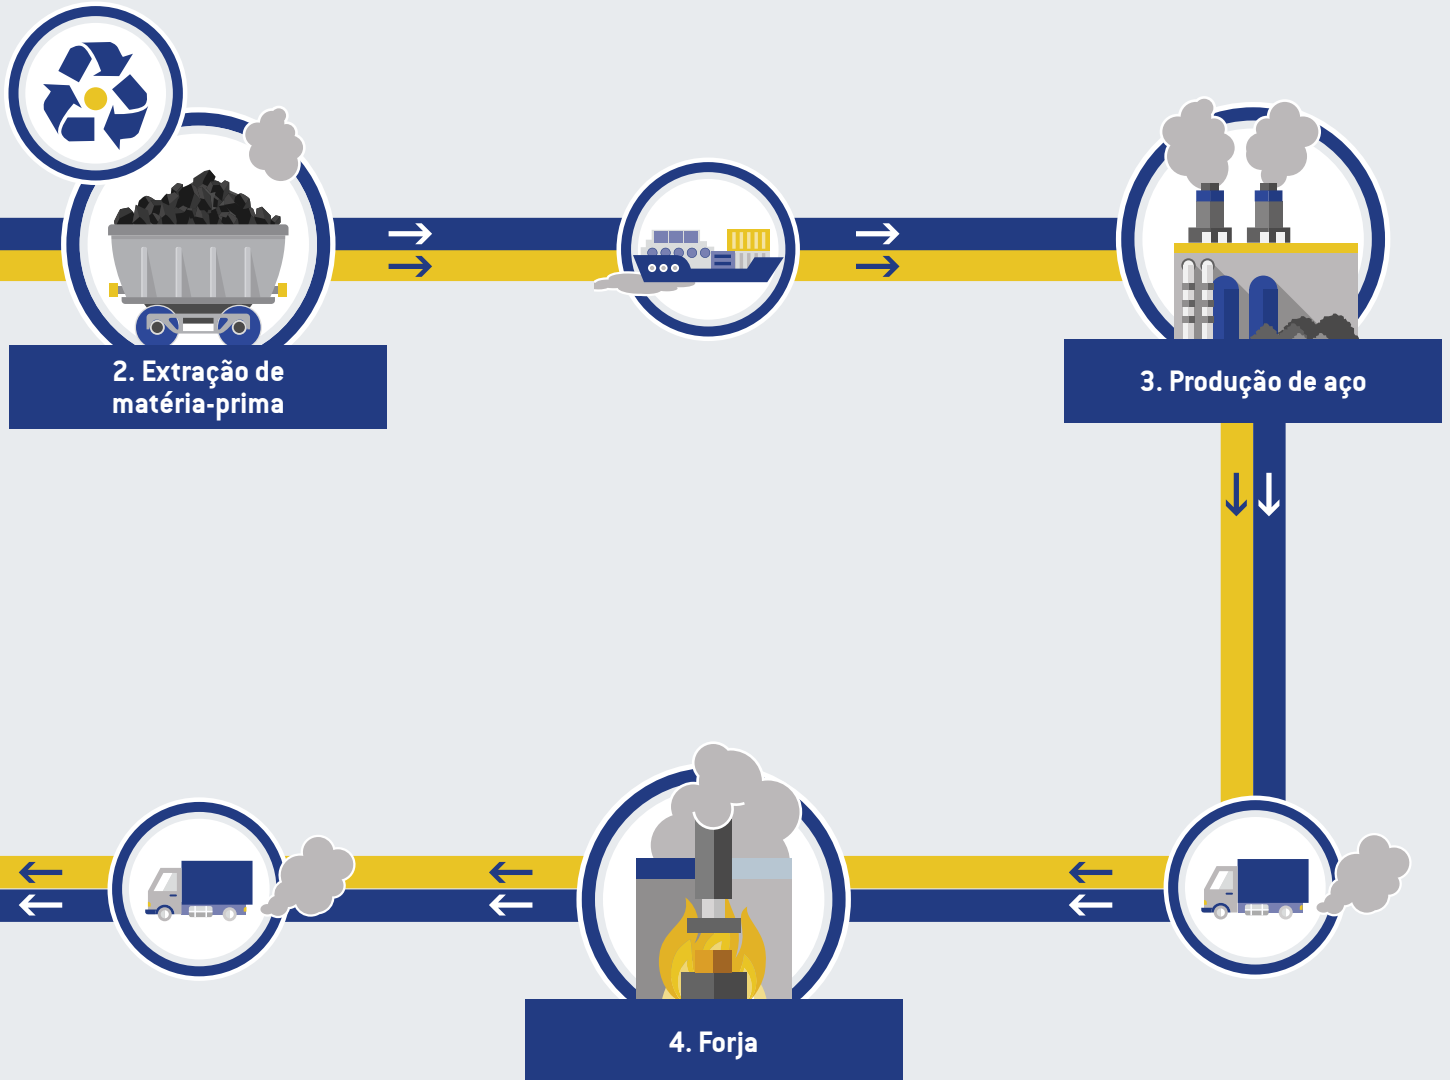 2. Extração de
matéria-prima
3. Produção de aço
4. Forja